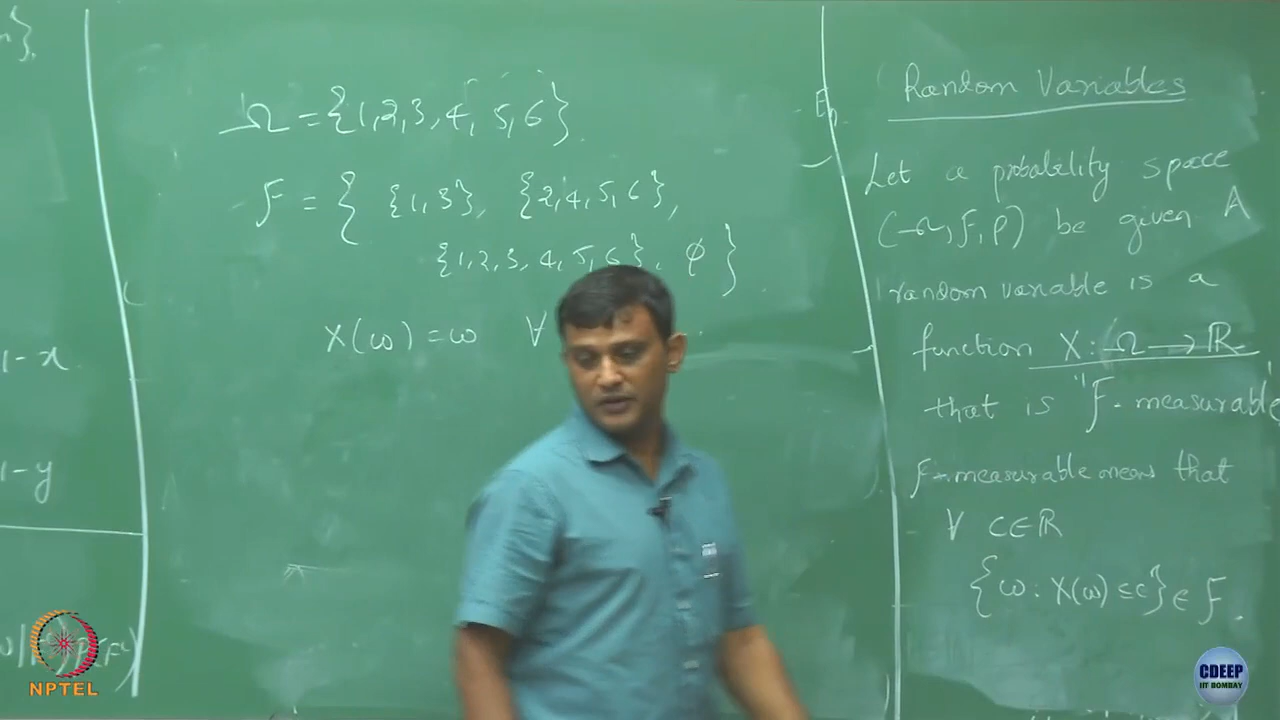 Ω = {1,2,3,4,5,6}
F = { {1,3}, {2,4,5,6},
{1,2,3,4,5,6}, φ }
X(ω) = ω ∀
1-x
1-y
Random Variables
Let a probability space
(Ω, F, P) be given A
random variable is a
function X: Ω → ℝ
that is "F-measurable"
F-measurable means that
∀ c∈ℝ
{ω: X(ω) ≤ c} ∈ F.
NPTEL
CDEEP
IIT BOMBAY